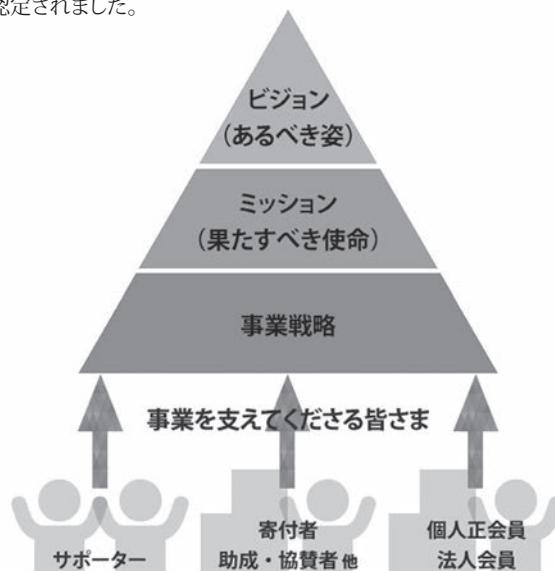 認定されました。
ビジョン
(あるべき姿)
ミッション
(果たすべき使命)
事業戦略
事業を支えてくださる皆さま
サポーター
寄付者
助成・協賛者 他
個人正会員
法人会員